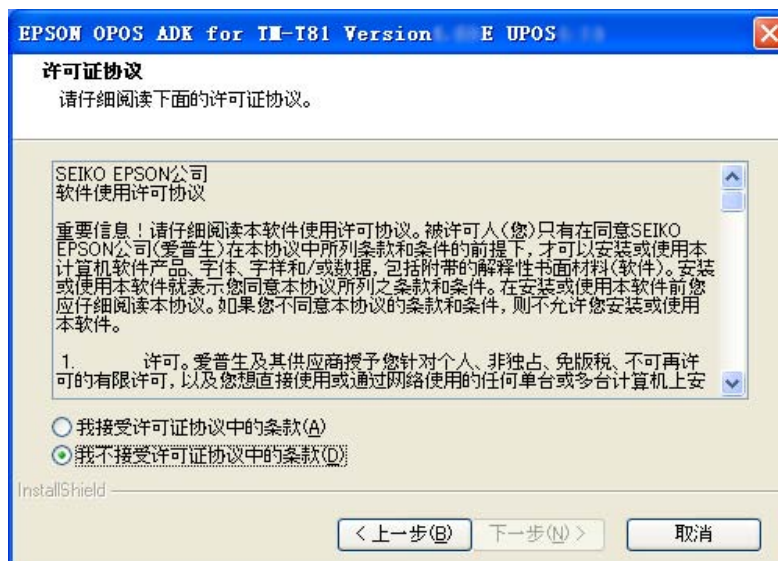 EPSON OPOS ADK for TM-T81 Version E UPOS
许可证协议
请仔细阅读下面的许可证协议。
SEIKO EPSON公司
软件使用许可协议
重要信息！请仔细阅读本软件使用许可协议。被许可人(您)只有在同意SEIKO
EPSON公司(爱普生)在本协议中所列条款和条件的前提下，才可以安装或使用本
计算机软件产品、字体、字样和/或数据，包括附带的解释性书面材料(软件)。安装
或使用本软件就表示您同意本协议所列之条款和条件。在安装或使用本软件前您
应仔细阅读本协议。如果您不同意本协议的条款和条件，则不允许您安装或使用
本软件。
1. 许可。爱普生及其供应商授予您针对个人、非独占、免版税、不可再许
可的有限许可，以及您想直接使用或通过网络使用的任何单台或多台计算机上安
我接受许可证协议中的条款(A)
我不接受许可证协议中的条款(D)
InstallShield
< 上一步(B)
下一步(N) >
取消